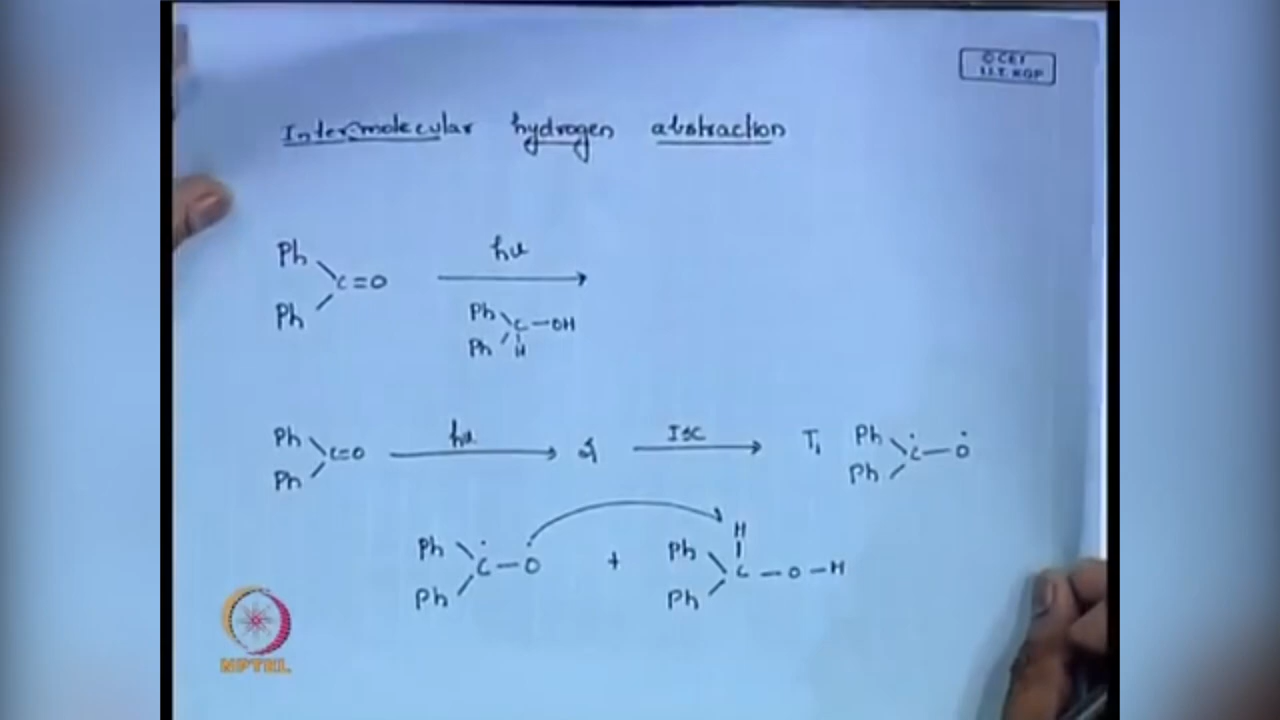 © CET
I.I.T. KGP
Intermolecular hydrogen abstraction
Ph
C=O
Ph
hν
Ph
C-OH
Ph H
Ph
C=O
Ph
hν
S1
ISC
T1
Ph
Ċ-Ȯ
Ph
Ph
Ċ-Ȯ
Ph
+
H
Ph
C-O-H
Ph
NPTEL